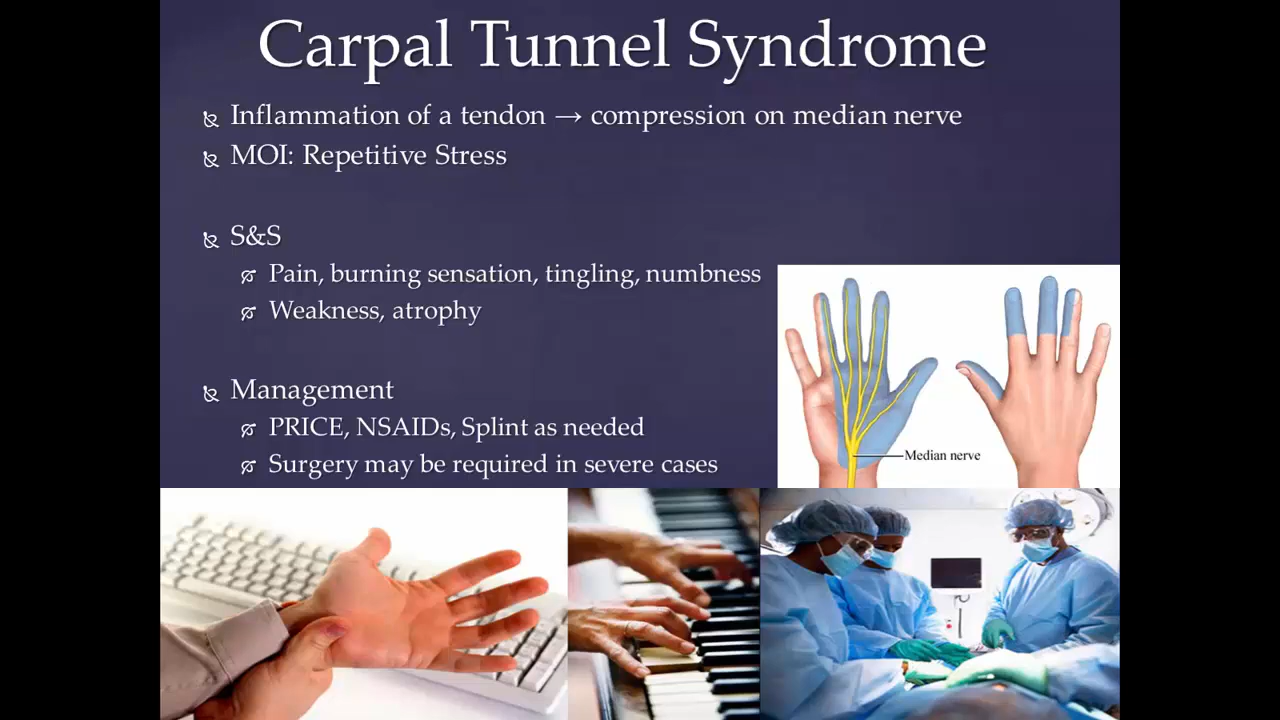 Carpal Tunnel Syndrome
Inflammation of a tendon → compression on median nerve
MOI: Repetitive Stress
S&S
Pain, burning sensation, tingling, numbness
Weakness, atrophy
Management
PRICE, NSAIDs, Splint as needed
Surgery may be required in severe cases
Median nerve